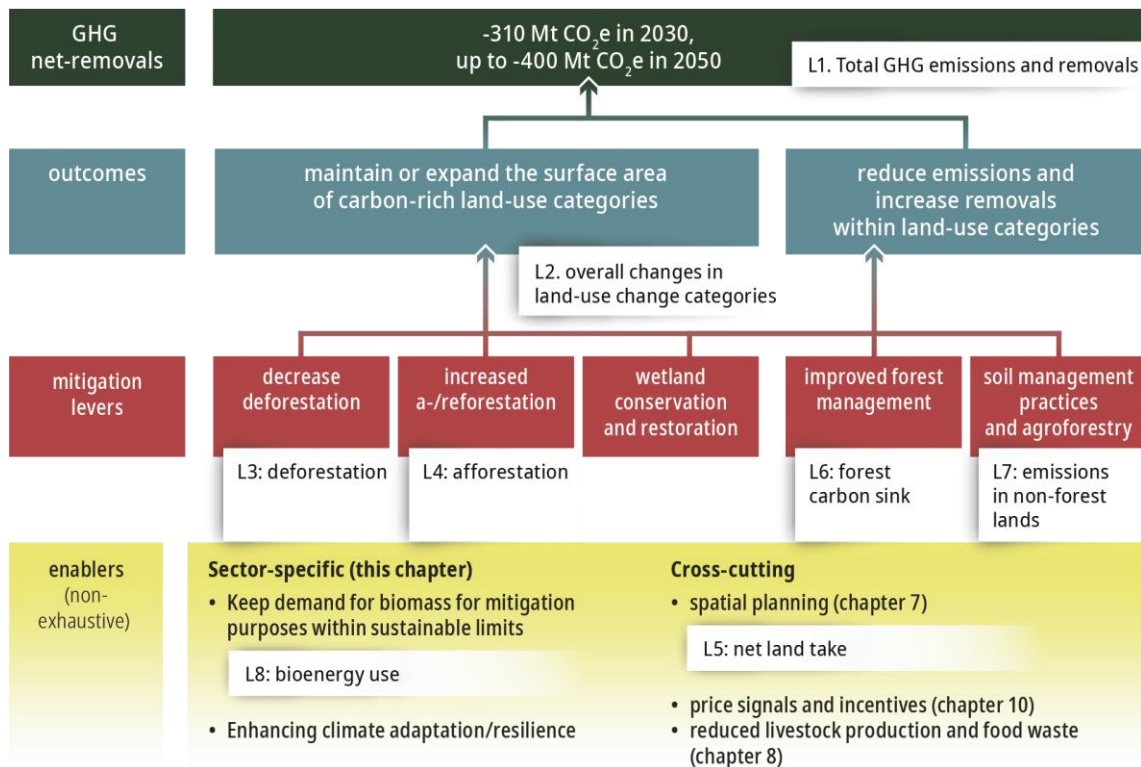 GHG
net-removals
-310 Mt CO₂e in 2030,
up to -400 Mt CO₂e in 2050
L1. Total GHG emissions and removals
outcomes
maintain or expand the surface area
of carbon-rich land-use categories
reduce emissions and
increase removals
within land-use categories
L2. overall changes in
land-use change categories
mitigation
levers
decrease
deforestation
increased
a-/reforestation
wetland
conservation
and restoration
improved forest
management
soil management
practices
and agroforestry
L3: deforestation
L4: afforestation
L6: forest
carbon sink
L7: emissions
in non-forest
lands
enablers
(non-
exhaustive)
Sector-specific (this chapter)
• Keep demand for biomass for mitigation
purposes within sustainable limits
L8: bioenergy use
• Enhancing climate adaptation/resilience
Cross-cutting
• spatial planning (chapter 7)
L5: net land take
• price signals and incentives (chapter 10)
• reduced livestock production and food waste
(chapter 8)